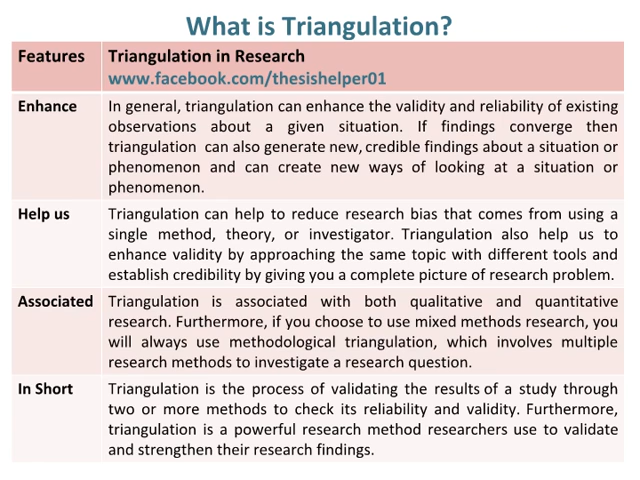 What is Triangulation?
Features
Triangulation in Research
www.facebook.com/thesishelper01
Enhance
In general, triangulation can enhance the validity and reliability of existing
observations about a given situation. If findings converge then
triangulation can also generate new, credible findings about a situation or
phenomenon and can create new ways of looking at a situation or
phenomenon.
Help us
Triangulation can help to reduce research bias that comes from using a
single method, theory, or investigator. Triangulation also help us to
enhance validity by approaching the same topic with different tools and
establish credibility by giving you a complete picture of research problem.
Associated
Triangulation is associated with both qualitative and quantitative
research. Furthermore, if you choose to use mixed methods research, you
will always use methodological triangulation, which involves multiple
research methods to investigate a research question.
In Short
Triangulation is the process of validating the results of a study through
two or more methods to check its reliability and validity. Furthermore,
triangulation is a powerful research method researchers use to validate
and strengthen their research findings.